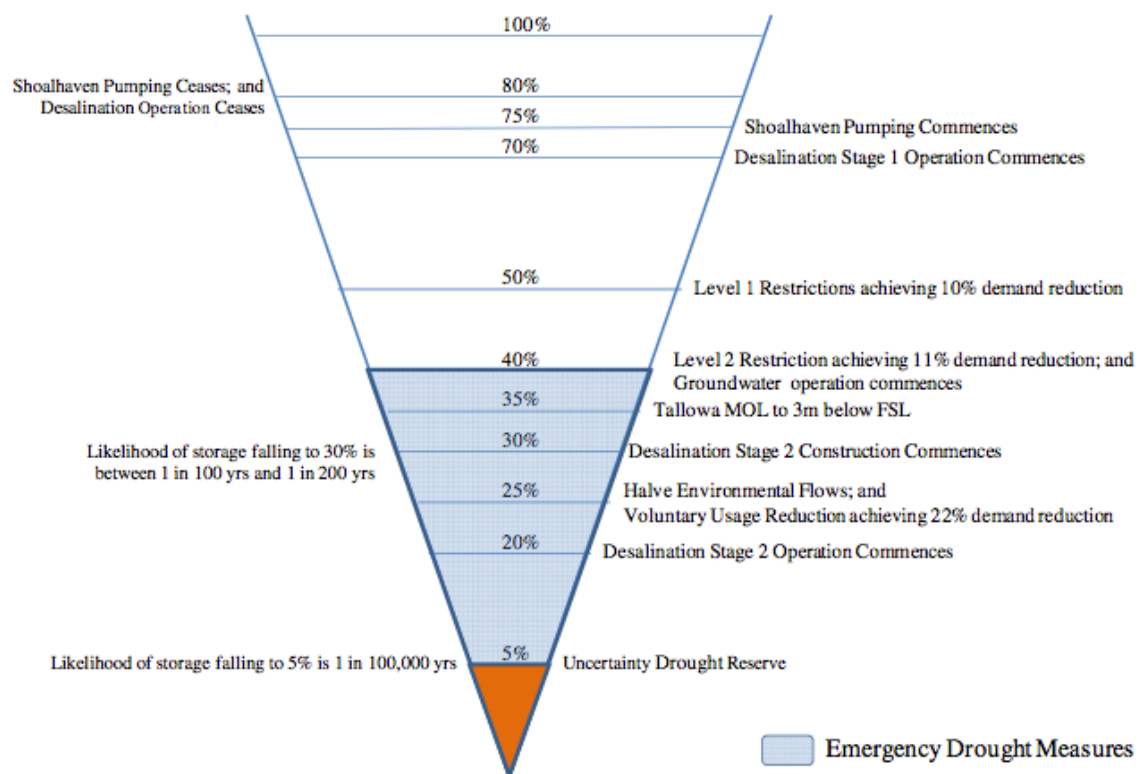 100%
Shoalhaven Pumping Ceases; and
Desalination Operation Ceases
80%
75%
Shoalhaven Pumping Commences
70%
Desalination Stage 1 Operation Commences
50%
Level 1 Restrictions achieving 10% demand reduction
40%
Level 2 Restriction achieving 11% demand reduction; and
Groundwater operation commences
35%
Tallowa MOL to 3m below FSL
Likelihood of storage falling to 30% is
between 1 in 100 yrs and 1 in 200 yrs
30%
Desalination Stage 2 Construction Commences
25%
Halve Environmental Flows; and
Voluntary Usage Reduction achieving 22% demand reduction
20%
Desalination Stage 2 Operation Commences
Likelihood of storage falling to 5% is 1 in 100,000 yrs
5%
Uncertainty Drought Reserve
Emergency Drought Measures